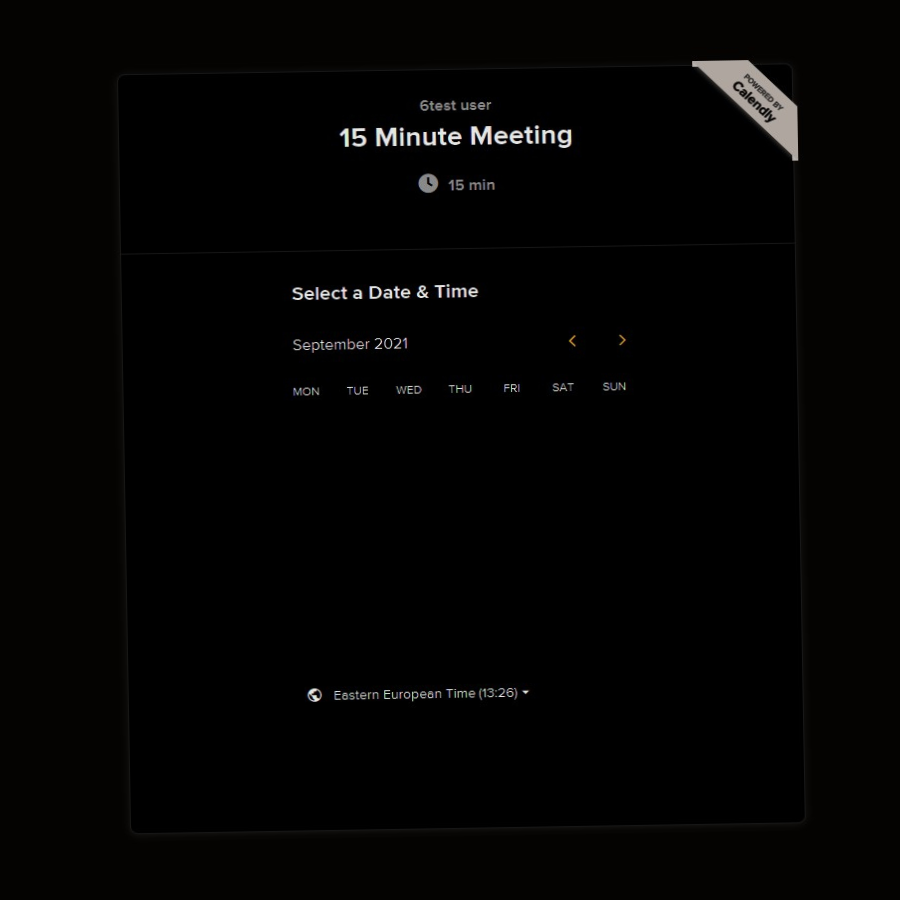 POWERED BY
Calendly
6test user
15 Minute Meeting
15 min
Select a Date & Time
September 2021
MON TUE WED THU FRI SAT SUN
Eastern European Time (13:26)